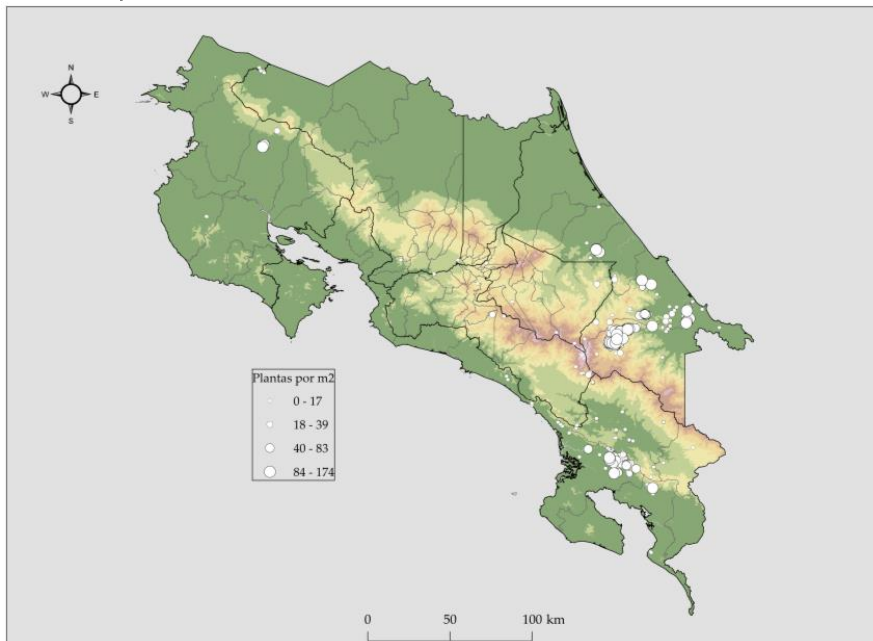 N
W E
S
Plantas por m2
0 - 17
18 - 39
40 - 83
84 - 174
0 50 100 km